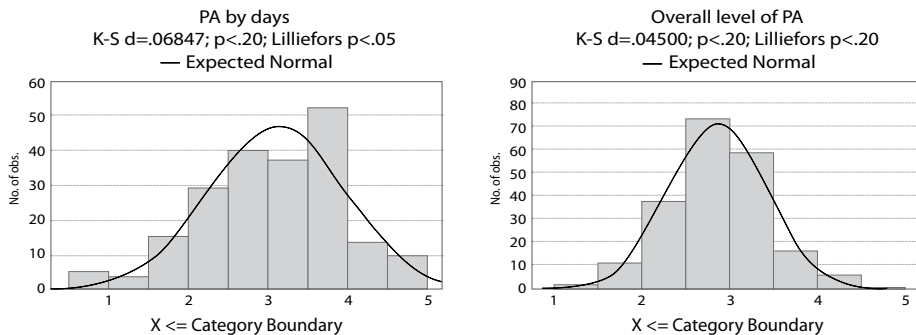 PA by days
K-S d=.06847; p<.20; Lilliefors p<.05
— Expected Normal
60
50
40
30
20
10
0
No. of obs.
1 2 3 4 5
X <= Category Boundary
Overall level of PA
K-S d=.04500; p<.20; Lilliefors p<.20
— Expected Normal
90
80
70
60
50
40
30
20
10
0
No. of obs.
1 2 3 4 5
X <= Category Boundary